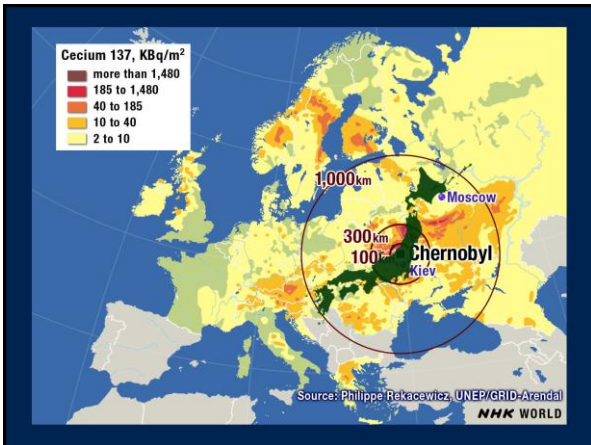 Cecium 137, KBq/m²
more than 1,480
185 to 1,480
40 to 185
10 to 40
2 to 10
1,000km
Moscow
300km
Chernobyl
100km
Kiev
Source: Philippe Rekacewicz, UNEP/GRID-Arendal
NHK WORLD